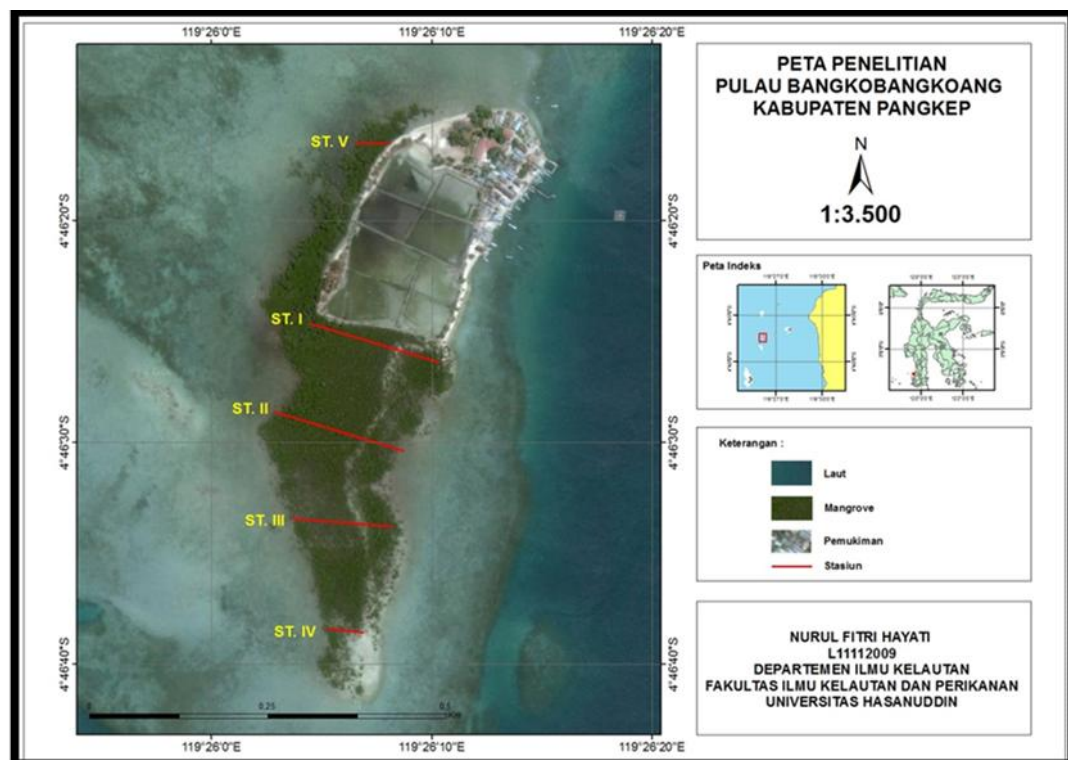 119°26'0"E
119°26'10"E
119°26'20"E
4°46'20"S
4°46'30"S
4°46'40"S
4°46'20"S
4°46'30"S
4°46'40"S
ST. V
ST. I
ST. II
ST. III
ST. IV
0
0.25
0.5
119°26'0"E
119°26'10"E
119°26'20"E
PETA PENELITIAN
PULAU BANGKOBANGKOANG
KABUPATEN PANGKEP
N
1:3.500
Peta Indeks
Keterangan :
Laut
Mangrove
Pemukiman
Stasiun
NURUL FITRI HAYATI
L11112009
DEPARTEMEN ILMU KELAUTAN
FAKULTAS ILMU KELAUTAN DAN PERIKANAN
UNIVERSITAS HASANUDDIN